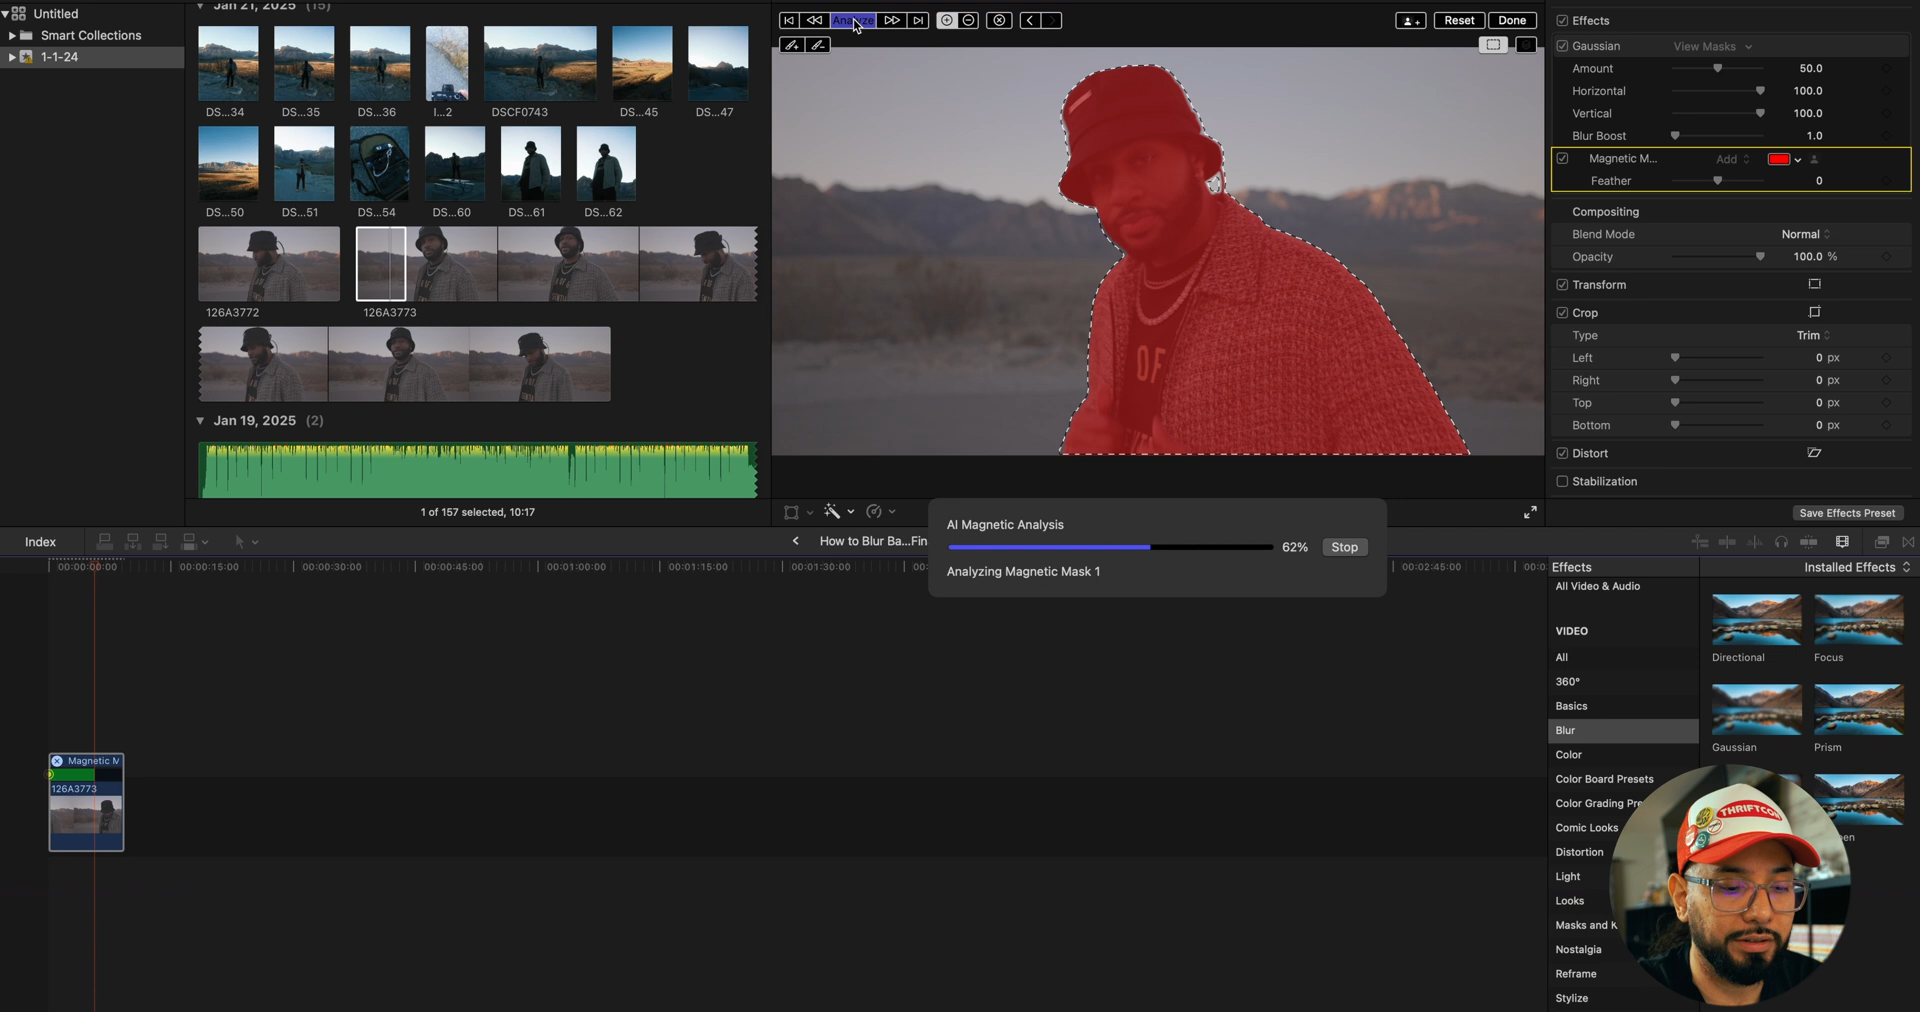 Untitled
Smart Collections
1-1-24
Jan 21, 2025 (15)
DS...34
DS...35
DS...36
I...2
DSCF0743
DS...45
DS...47
DS...50
DS...51
DS...54
DS...60
DS...61
DS...62
126A3772
126A3773
Jan 19, 2025 (2)
1 of 157 selected, 10:17
Analyze
Reset
Done
OF
Effects
Gaussian
View Masks
Amount
50.0
Horizontal
100.0
Vertical
100.0
Blur Boost
1.0
Magnetic M...
Add
Feather
0
Compositing
Blend Mode
Normal
Opacity
100.0 %
Transform
Crop
Type
Trim
Left
0 px
Right
0 px
Top
0 px
Bottom
0 px
Distort
Stabilization
Save Effects Preset
AI Magnetic Analysis
62%
Stop
Analyzing Magnetic Mask 1
Index
How to Blur Ba...Fin
00:00:00:00
00:00:15:00
00:00:30:00
00:00:45:00
00:01:00:00
00:01:15:00
00:01:30:00
00:02:45:00
Magnetic M
126A3773
Effects
Installed Effects
All Video & Audio
VIDEO
All
360°
Basics
Blur
Color
Color Board Presets
Color Grading Pre
Comic Looks
Distortion
Light
Looks
Masks and K
Nostalgia
Reframe
Stylize
Directional
Focus
Gaussian
Prism
en
THRIFTCON